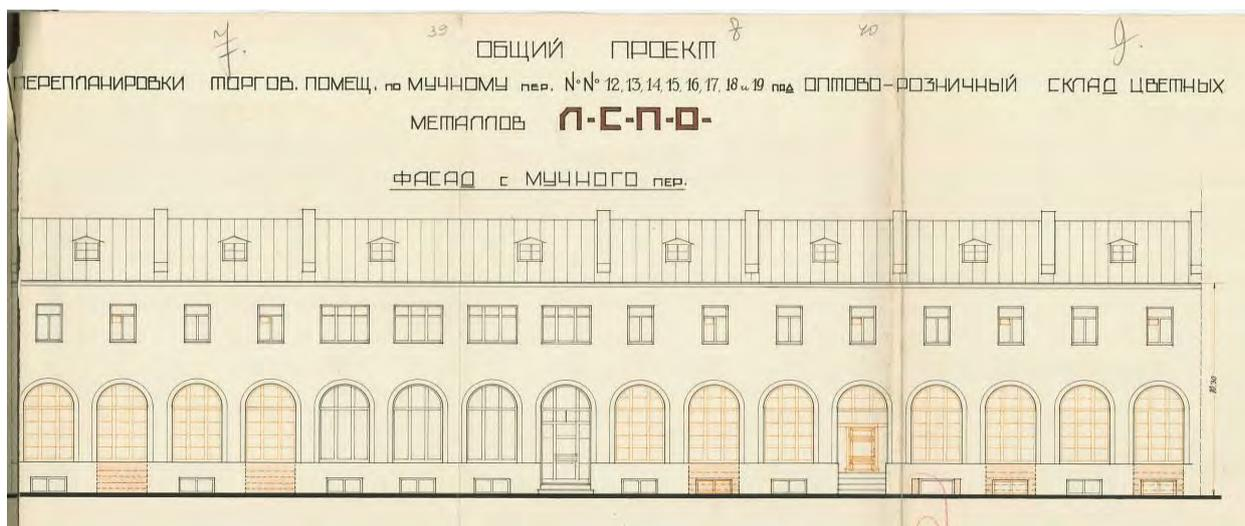 7. 39 8 40 9.
ОБЩИЙ ПРОЕКТ
ПЕРЕПЛАНИРОВКИ ТОРГОВ. ПОМЕЩ. по МУЧНОМУ пер. №№ 12, 13, 14, 15, 16, 17, 18 и 19 под ОПТОВО-РОЗНИЧНЫЙ СКЛАД ЦВЕТНЫХ
МЕТАЛЛОВ Л-С-П-О-
ФАСАД с МУЧНОГО пер.